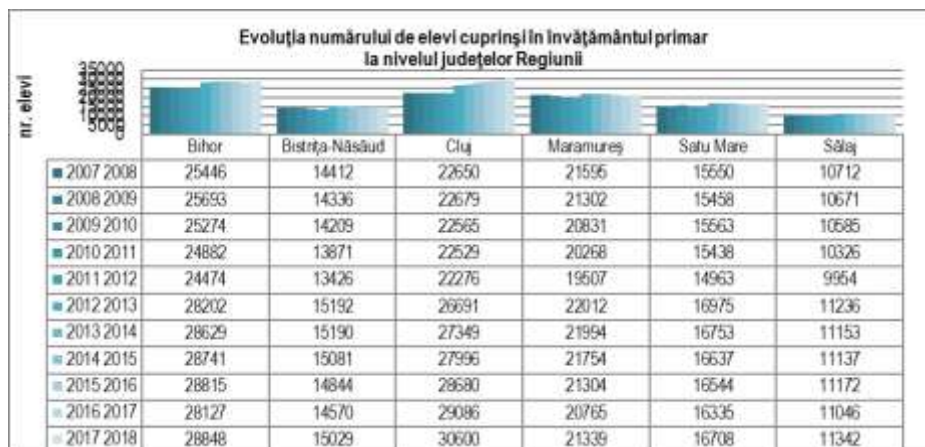 Evoluția numărului de elevi cuprinși în învățământul primar
la nivelul județelor Regiunii
nr. elevi
Bihor Bistrița-Năsăud Cluj Maramureș Satu Mare Sălaj
2007 2008 25446 14412 22650 21595 15550 10712
2008 2009 25693 14336 22679 21302 15458 10671
2009 2010 25274 14209 22565 20831 15563 10585
2010 2011 24882 13871 22529 20268 15438 10326
2011 2012 24474 13426 22276 19507 14963 9954
2012 2013 28202 15192 26691 22012 16975 11236
2013 2014 28629 15190 27349 21994 16753 11153
2014 2015 28741 15081 27996 21754 16637 11137
2015 2016 28815 14844 28680 21304 16544 11172
2016 2017 28127 14570 29086 20765 16335 11046
2017 2018 28848 15029 30600 21339 16708 11342